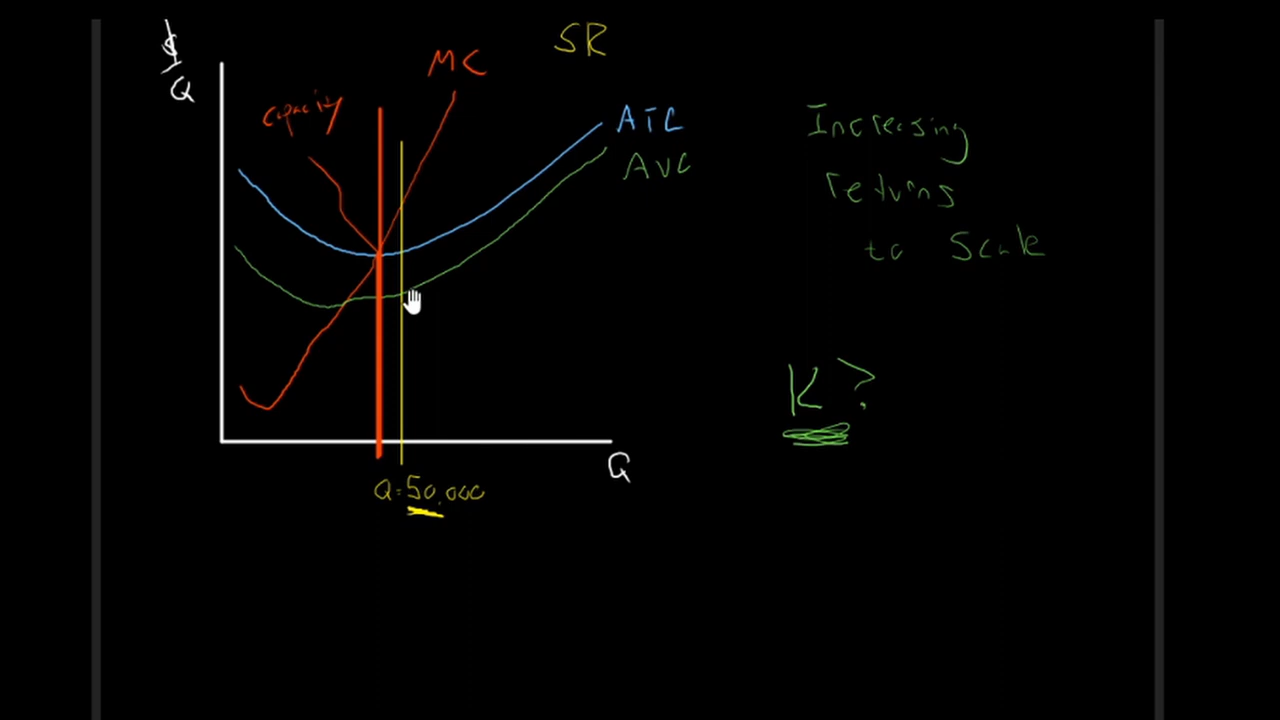 $/Q
SR
MC
capacity
ATC
AVC
Increasing
returns
to Scale
K?
Q
Q=50,000